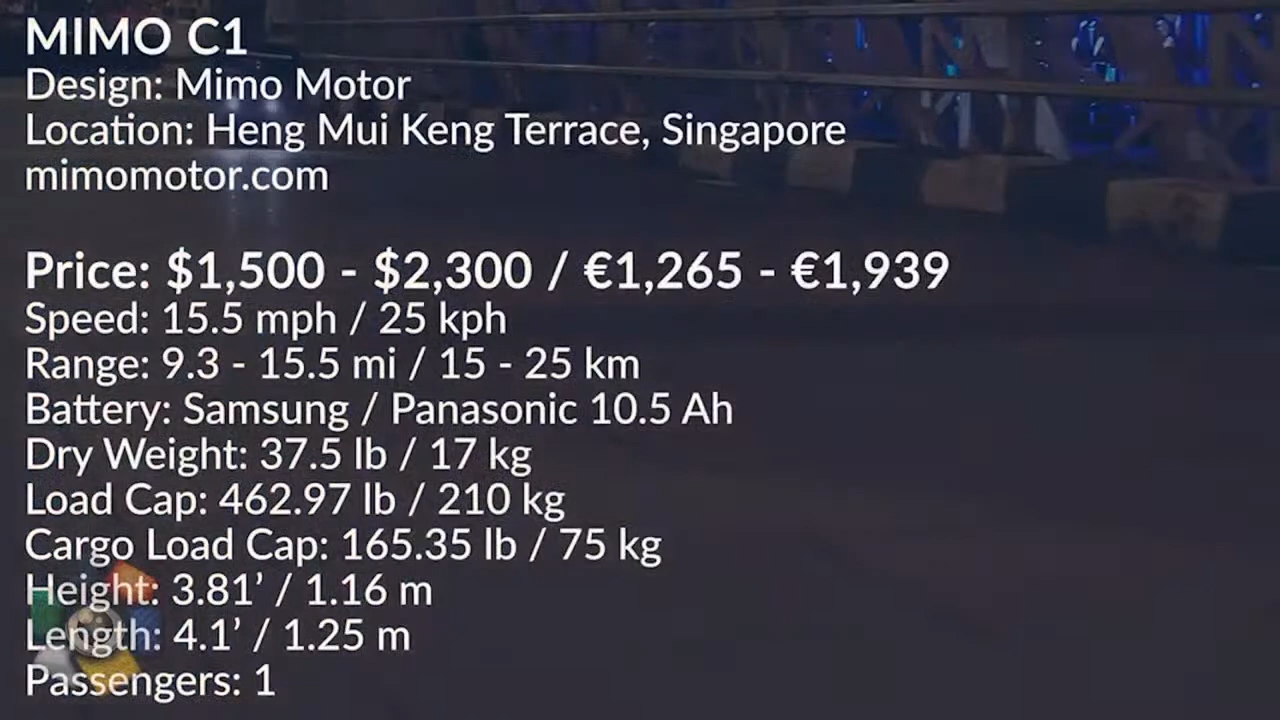 MIMO C1
Design: Mimo Motor
Location: Heng Mui Keng Terrace, Singapore
mimomotor.com
Price: $1,500 - $2,300 / €1,265 - €1,939
Speed: 15.5 mph / 25 kph
Range: 9.3 - 15.5 mi / 15 - 25 km
Battery: Samsung / Panasonic 10.5 Ah
Dry Weight: 37.5 lb / 17 kg
Load Cap: 462.97 lb / 210 kg
Cargo Load Cap: 165.35 lb / 75 kg
Height: 3.81’ / 1.16 m
Length: 4.1’ / 1.25 m
Passengers: 1